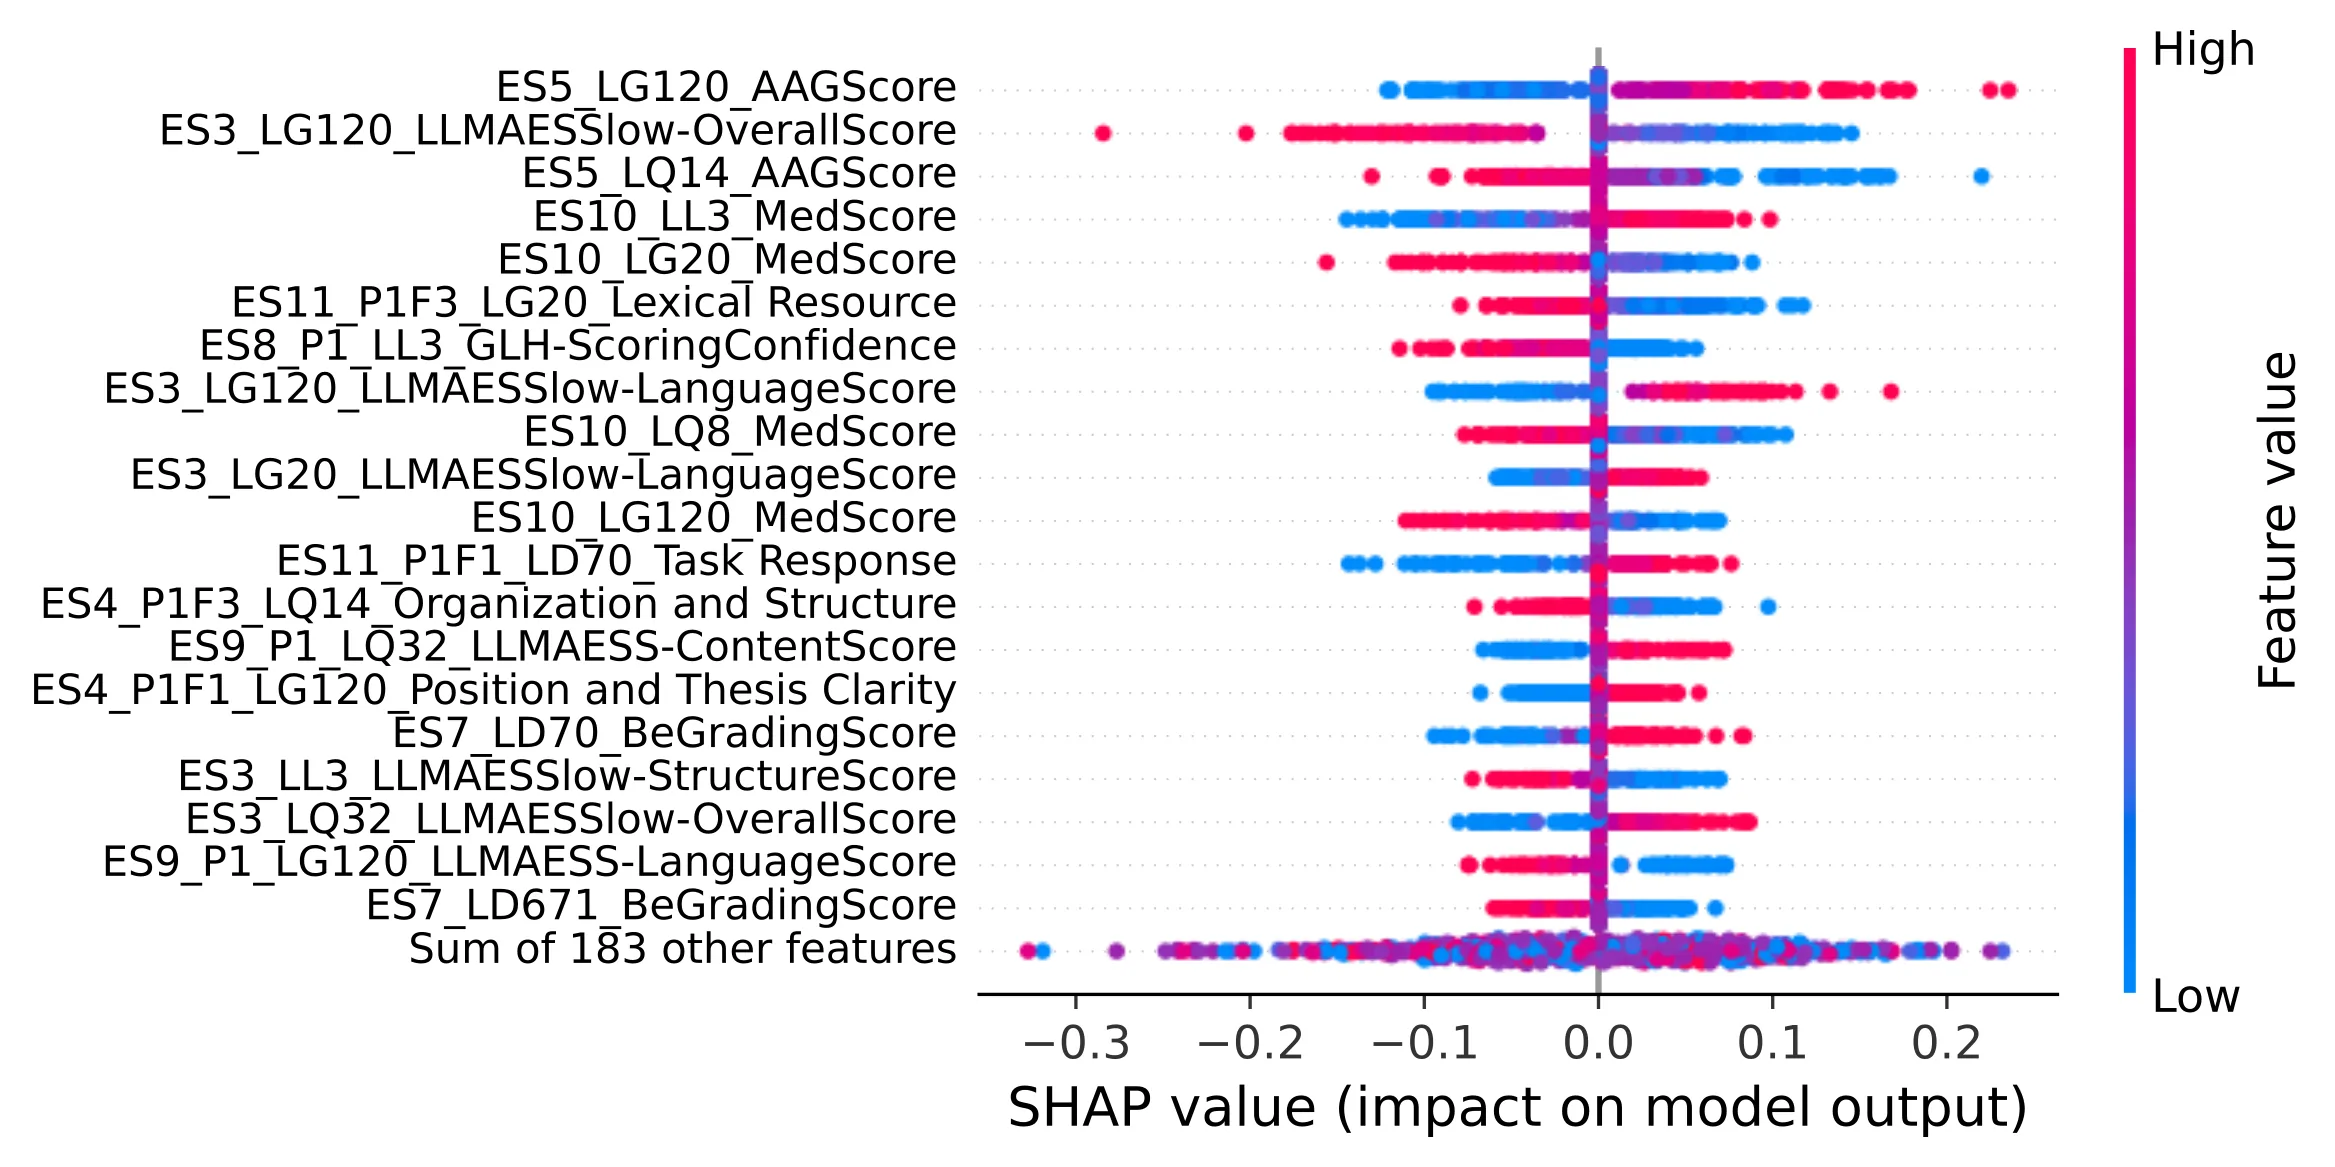 High
ES5_LG120_AAGScore
ES3_LG120_LLMAESSlow-OverallScore
ES5_LQ14_AAGScore
ES10_LL3_MedScore
ES10_LG20_MedScore
ES11_P1F3_LG20_Lexical Resource
ES8_P1_LL3_GLH-ScoringConfidence
ES3_LG120_LLMAESSlow-LanguageScore
ES10_LQ8_MedScore
ES3_LG20_LLMAESSlow-LanguageScore
ES10_LG120_MedScore
ES11_P1F1_LD70_Task Response
ES4_P1F3_LQ14_Organization and Structure
ES9_P1_LQ32_LLMAESS-ContentScore
ES4_P1F1_LG120_Position and Thesis Clarity
ES7_LD70_BeGradingScore
ES3_LL3_LLMAESSlow-StructureScore
ES3_LQ32_LLMAESSlow-OverallScore
ES9_P1_LG120_LLMAESS-LanguageScore
ES7_LD671_BeGradingScore
Sum of 183 other features
Feature value
Low
−0.3 −0.2 −0.1 0.0 0.1 0.2
SHAP value (impact on model output)